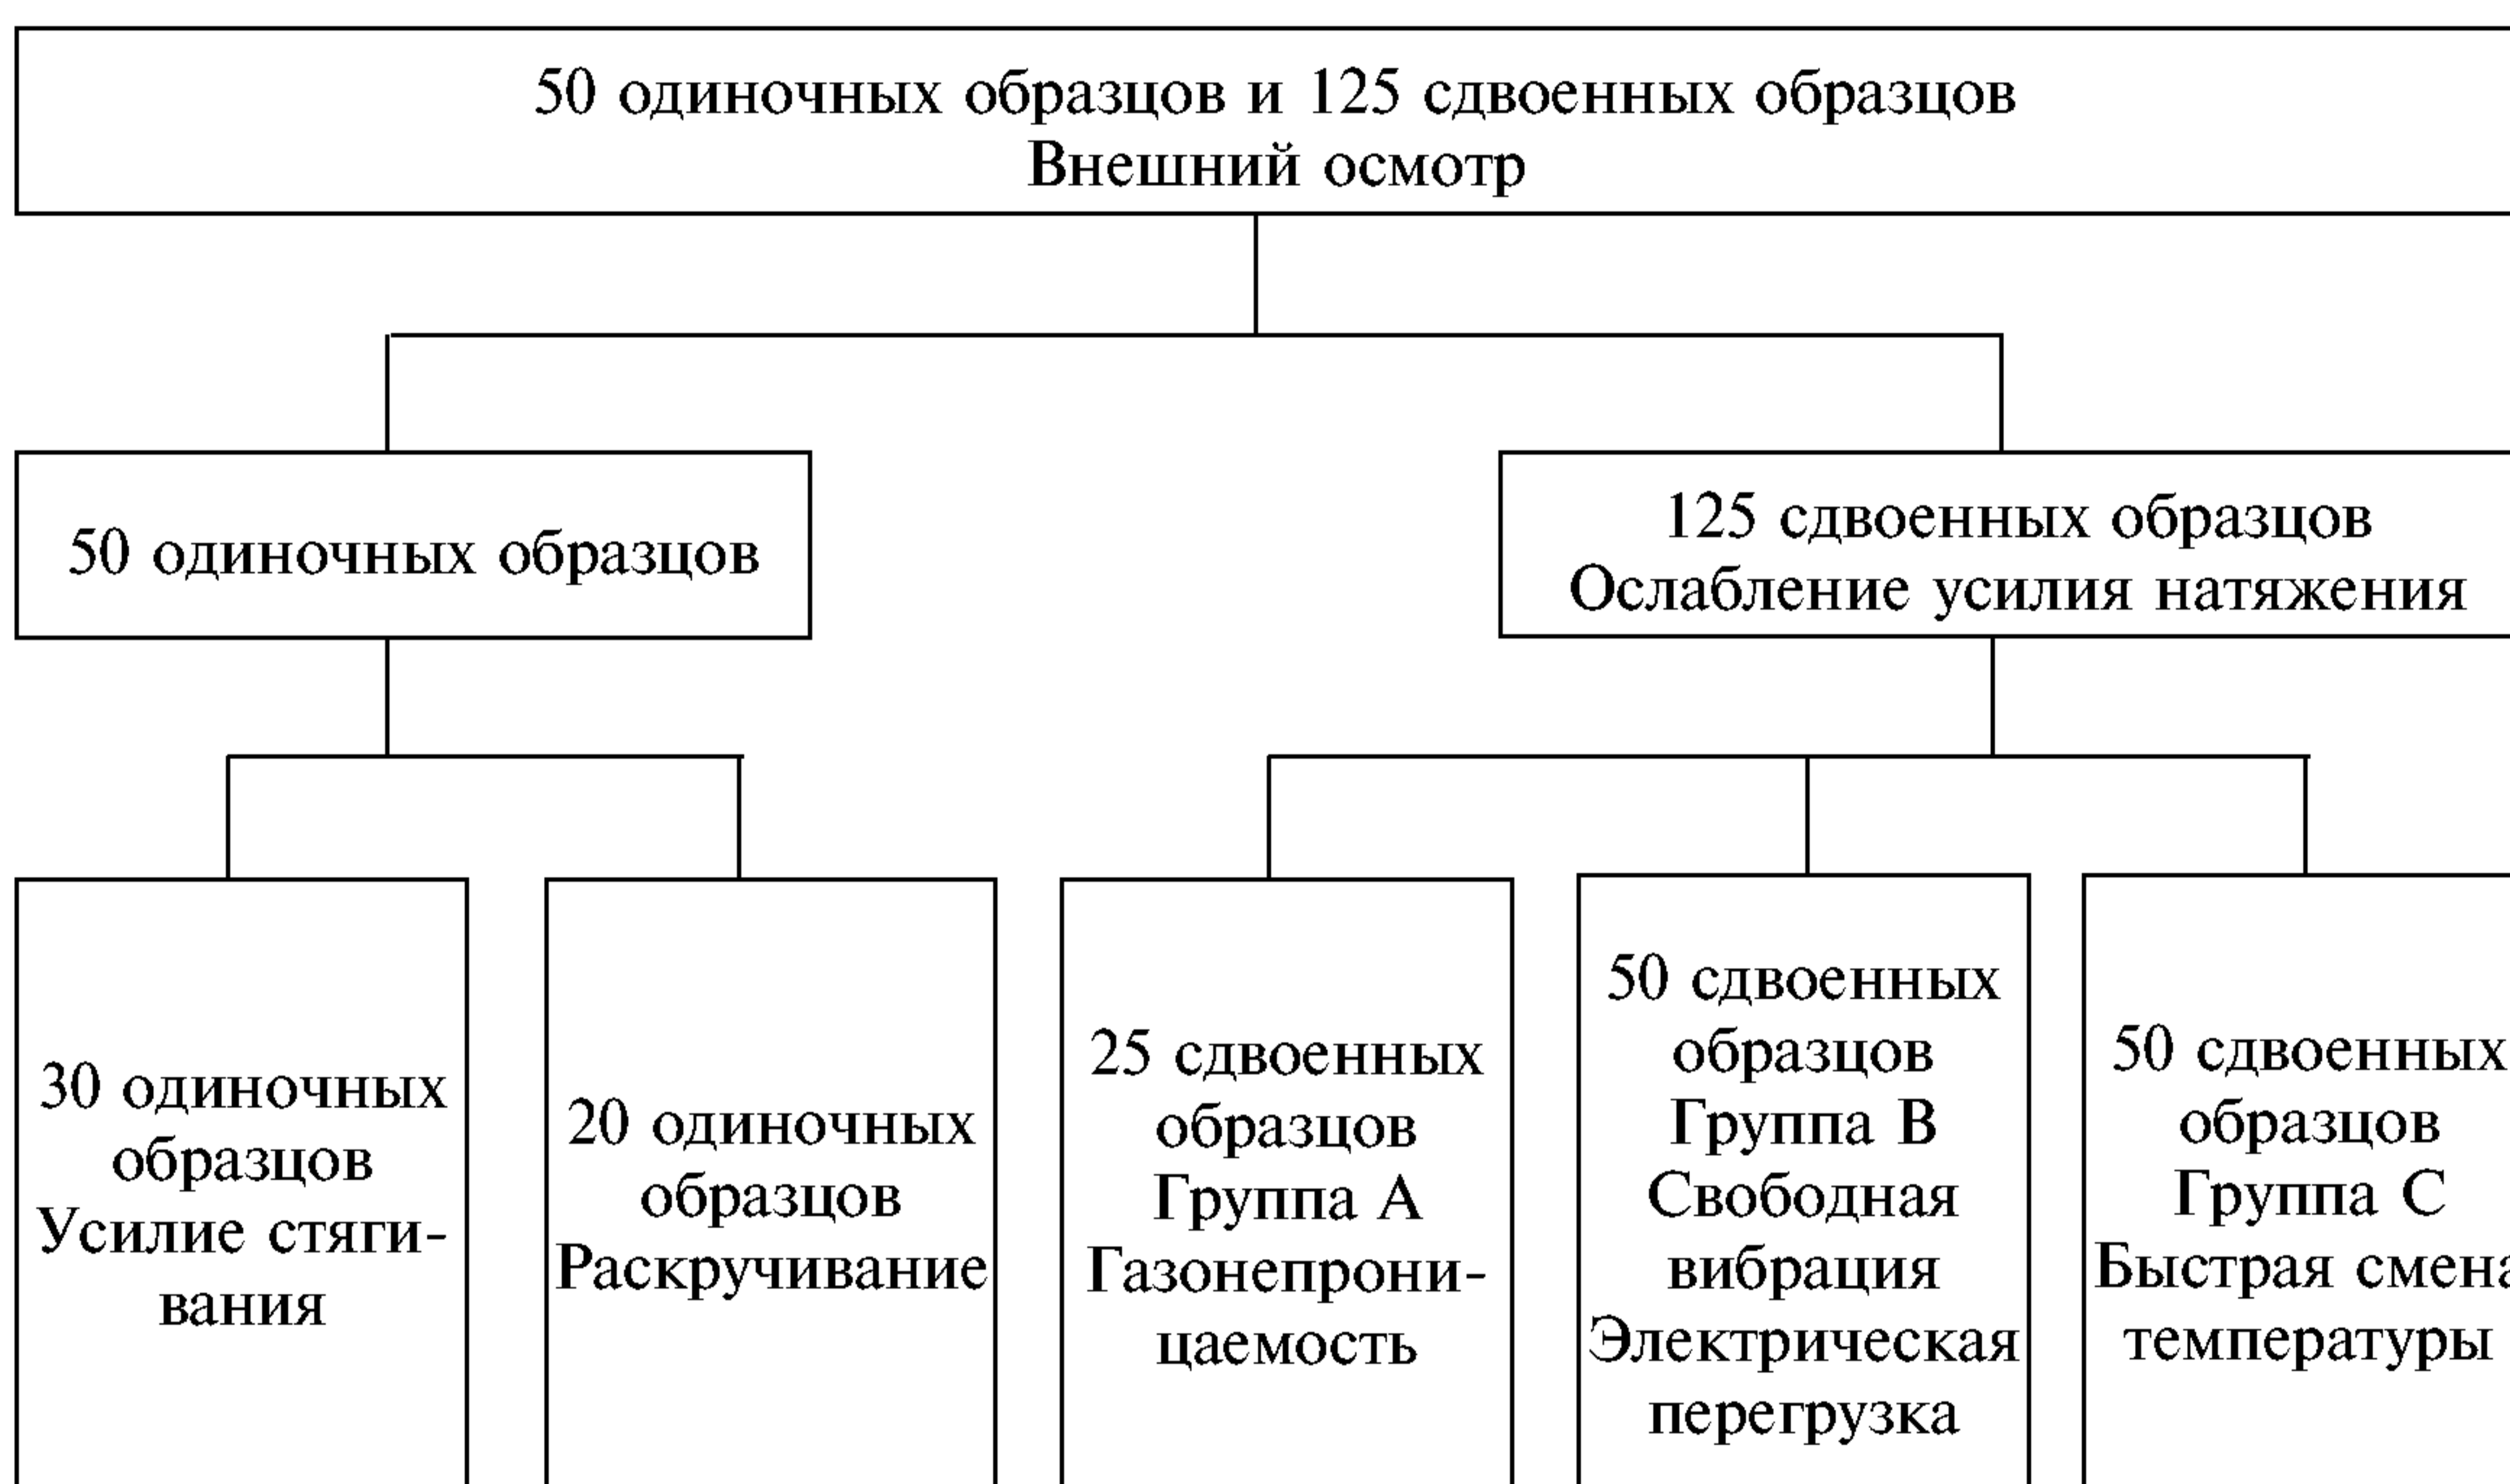 50 одиночных образцов и 125 сдвоенных образцов
Внешний осмотр
50 одиночных образцов
125 сдвоенных образцов
Ослабление усилия натяжения
30 одиночных
образцов
Усилие стяги-
вания
20 одиночных
образцов
Раскручивание
25 сдвоенных
образцов
Группа А
Газонепрони-
цаемость
50 сдвоенных
образцов
Группа В
Свободная
вибрация
Электрическая
перегрузка
50 сдвоенных
образцов
Группа С
Быстрая смена
температуры